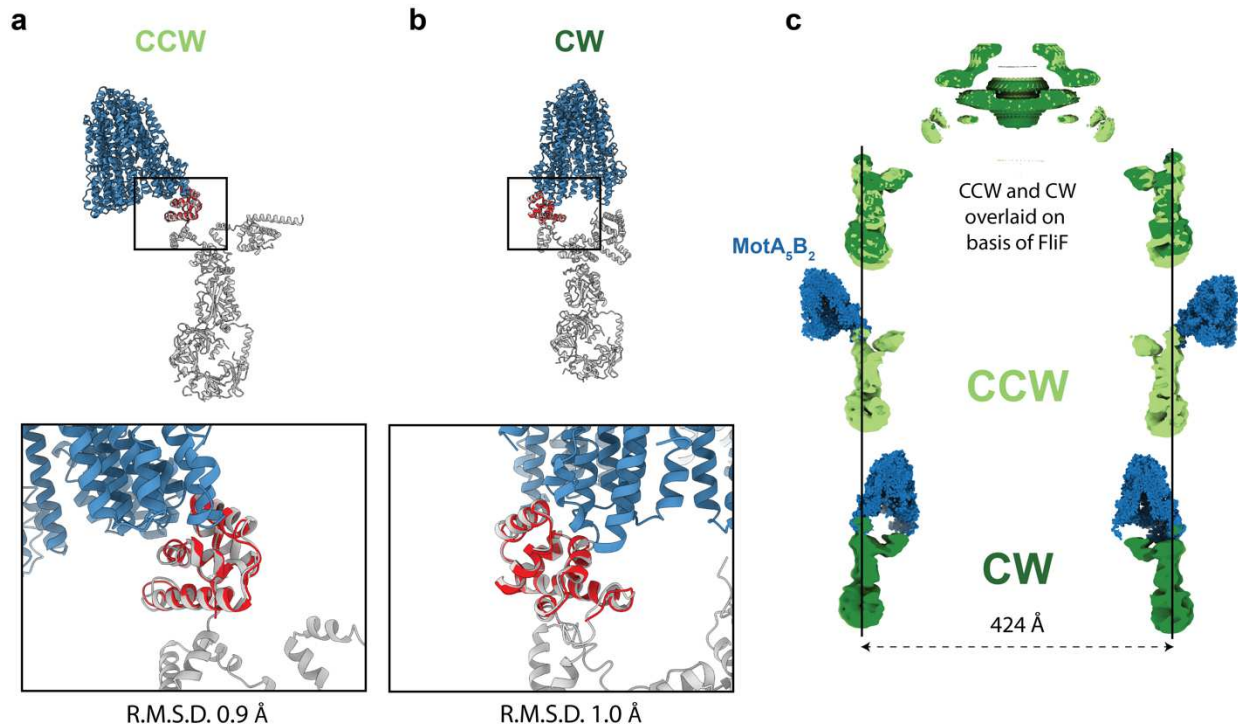 a
CCW
R.M.S.D. 0.9 Å
b
CW
R.M.S.D. 1.0 Å
c
CCW and CW
overlaid on
basis of FliF
MotA₅B₂
CCW
CW
424 Å